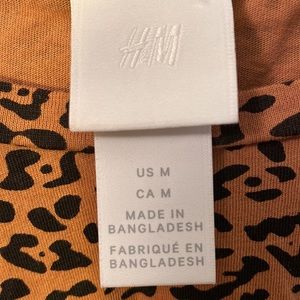 H&M
US M
CA M
MADE IN
BANGLADESH
FABRIQUÉ EN
BANGLADESH